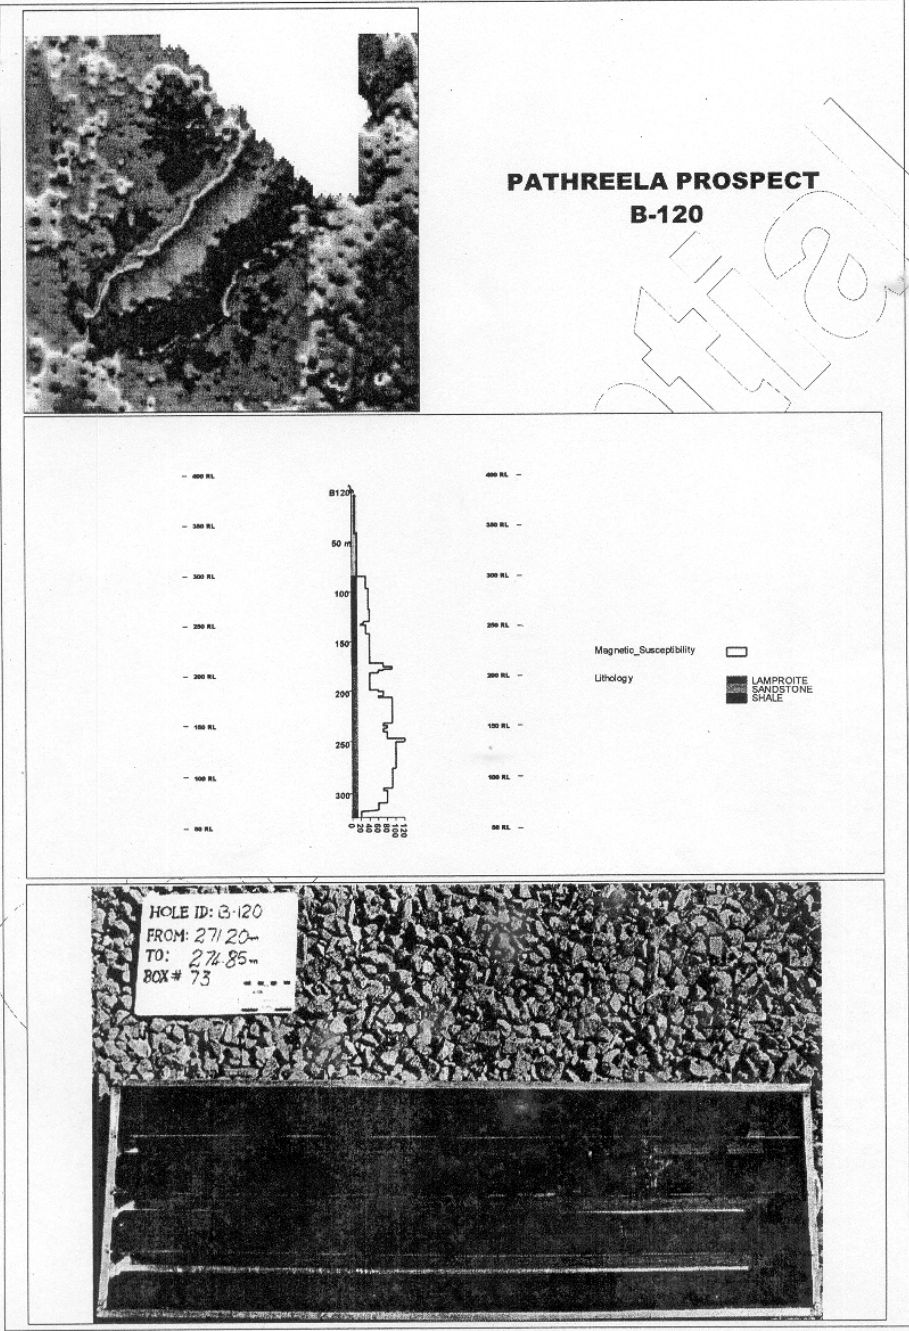 PATHREELA PROSPECT
B-120
ntial
400 RL
350 RL
300 RL
250 RL
200 RL
150 RL
100 RL
50 RL
B120
50 m
100
150
200
250
300
0
20
40
60
80
100
120
400 RL
350 RL
300 RL
250 RL
200 RL
150 RL
100 RL
50 RL
Magnetic_Susceptibility
Lithology
LAMPROITE
SANDSTONE
SHALE
HOLE ID: B-120
FROM: 271.20m
TO: 274.85m
BOX# 73